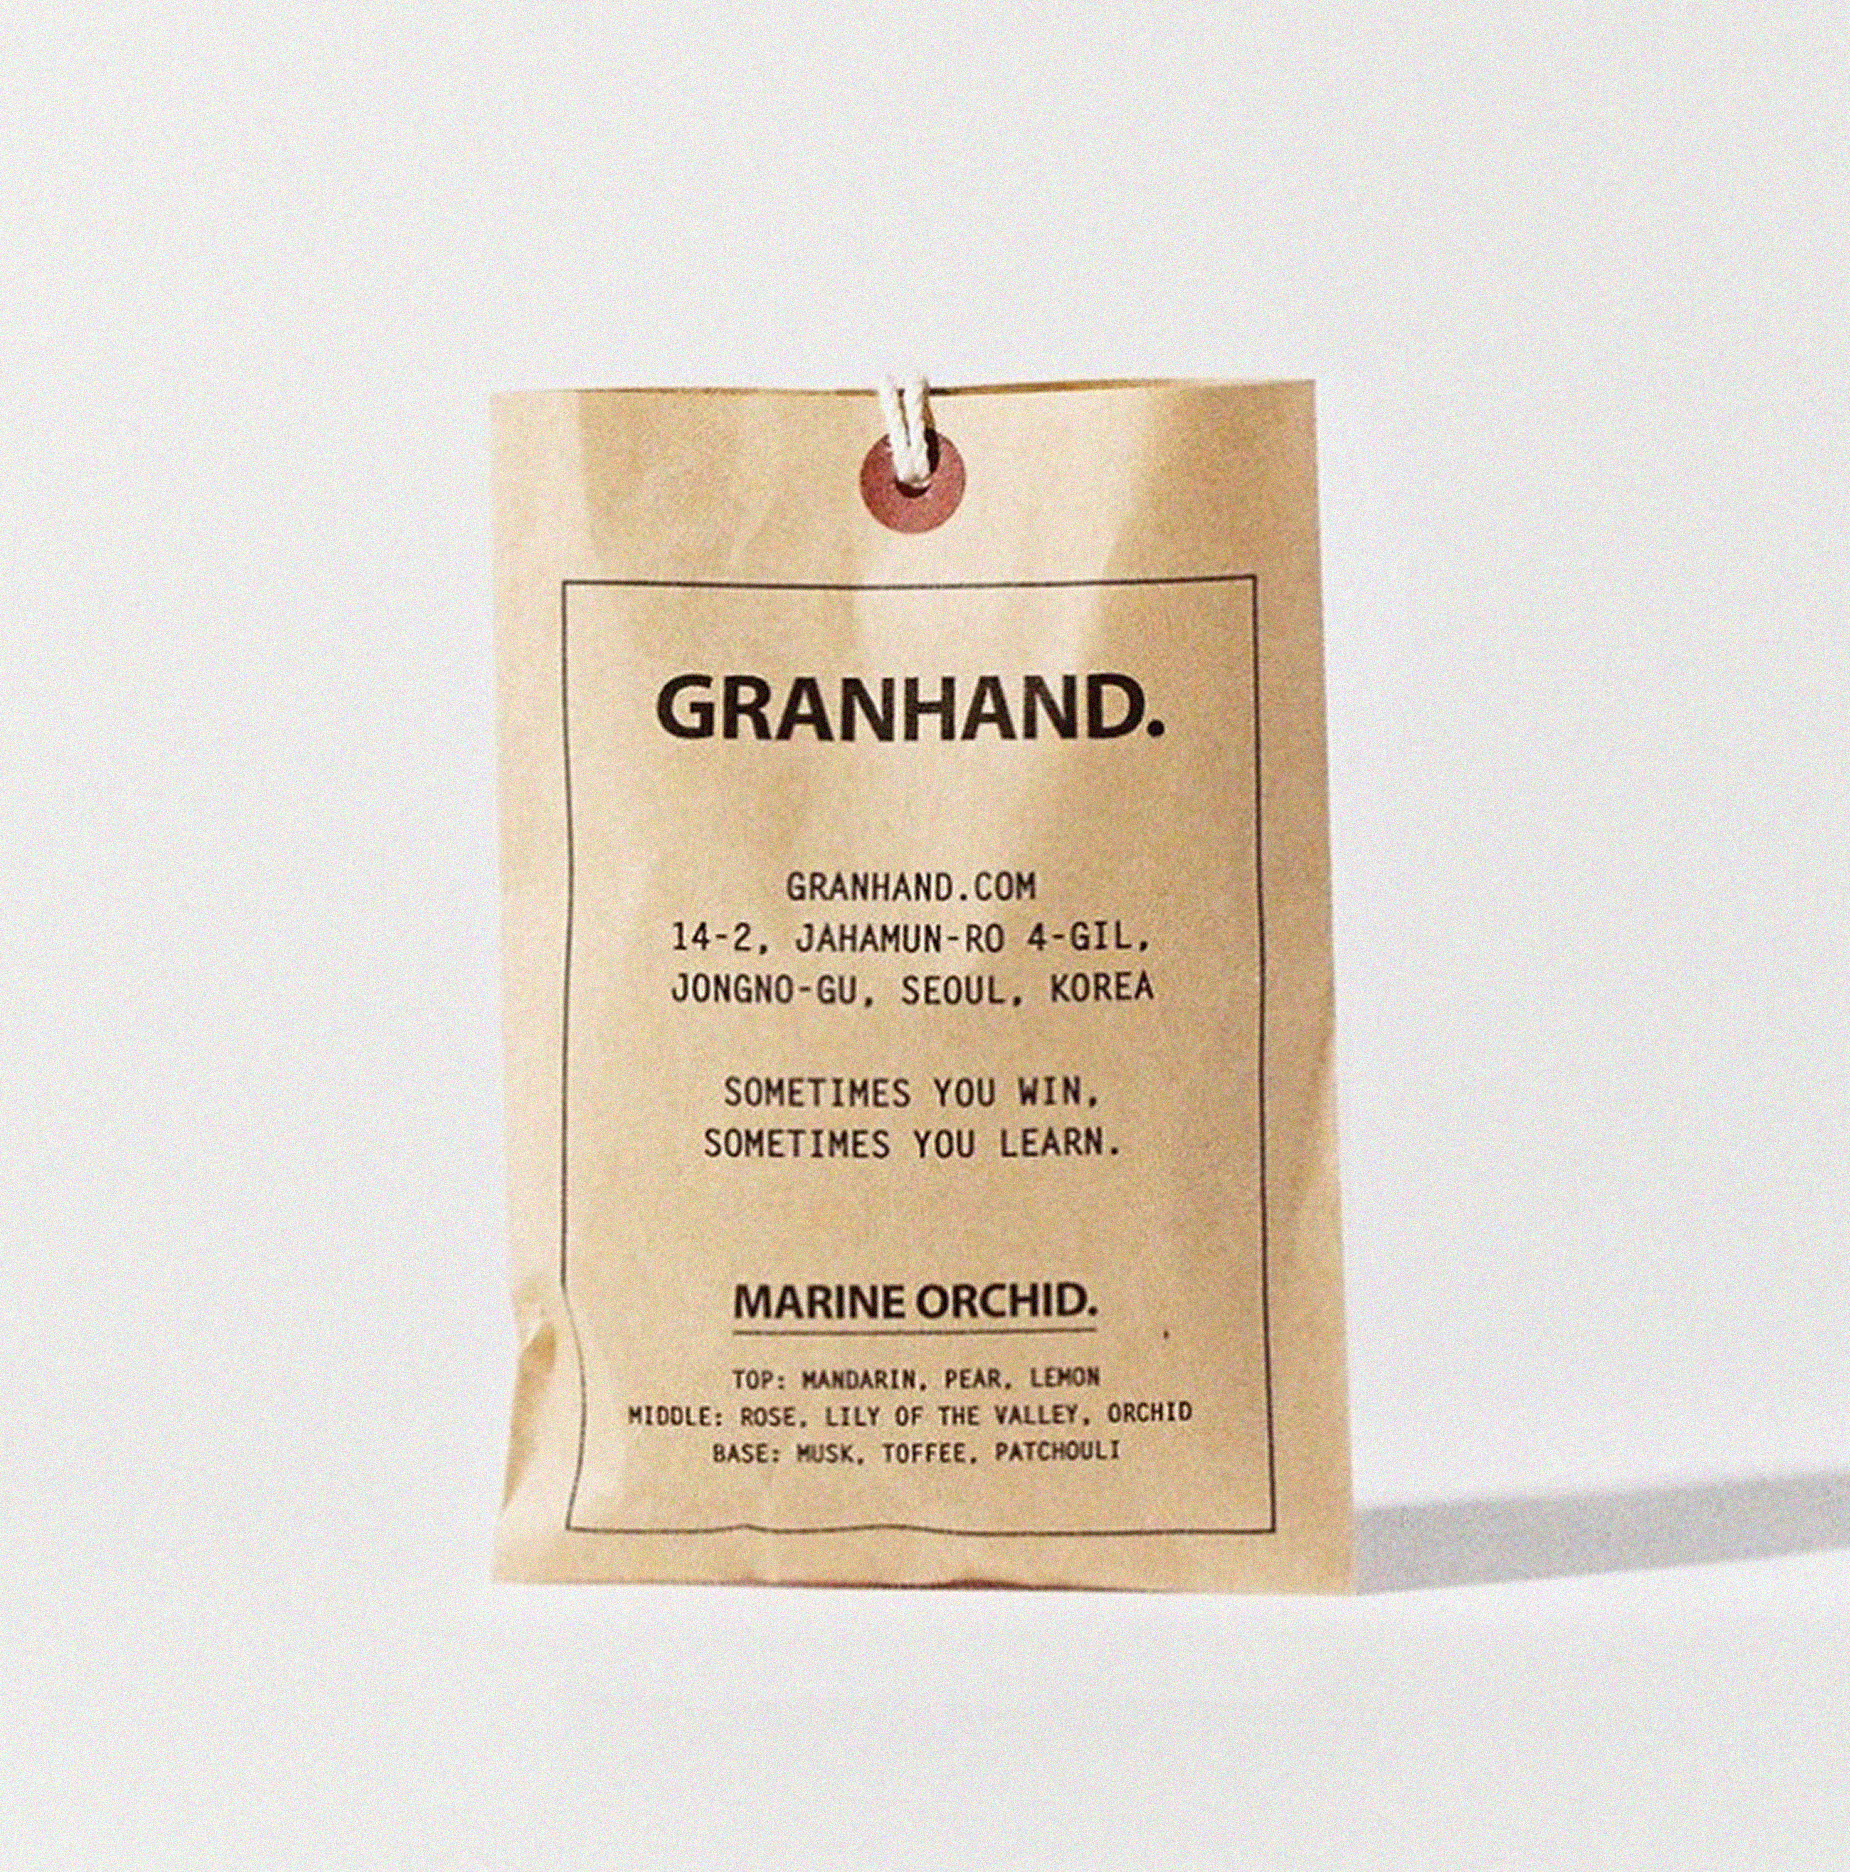 GRANHAND.
GRANHAND.COM
14-2, JAHAMUN-RO 4-GIL,
JONGNO-GU, SEOUL, KOREA
SOMETIMES YOU WIN,
SOMETIMES YOU LEARN.
MARINE ORCHID.
TOP: MANDARIN, PEAR, LEMON
MIDDLE: ROSE, LILY OF THE VALLEY, ORCHID
BASE: MUSK, TOFFEE, PATCHOULI